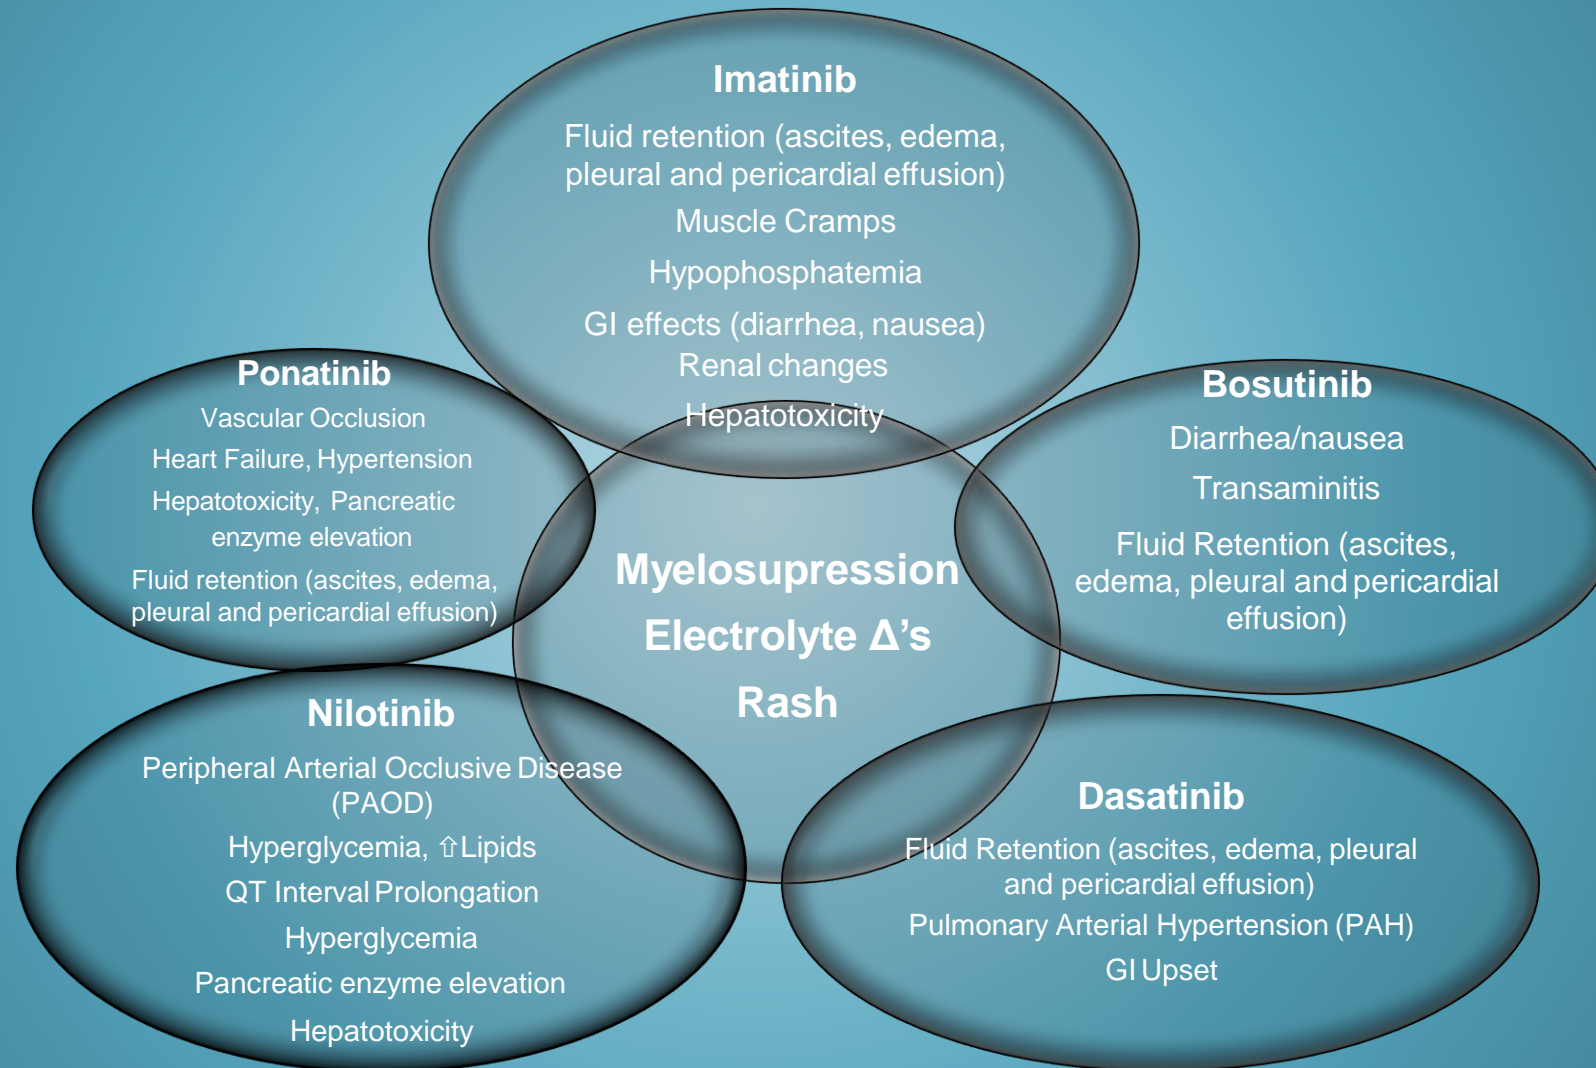 Imatinib
Fluid retention (ascites, edema,
pleural and pericardial effusion)
Muscle Cramps
Hypophosphatemia
GI effects (diarrhea, nausea)
Renal changes
Hepatotoxicity
Ponatinib
Vascular Occlusion
Heart Failure, Hypertension
Hepatotoxicity, Pancreatic
enzyme elevation
Fluid retention (ascites, edema,
pleural and pericardial effusion)
Bosutinib
Diarrhea/nausea
Transaminitis
Fluid Retention (ascites,
edema, pleural and pericardial
effusion)
Myelosupression
Electrolyte Δ’s
Rash
Nilotinib
Peripheral Arterial Occlusive Disease
(PAOD)
Hyperglycemia, ⇧Lipids
QT Interval Prolongation
Hyperglycemia
Pancreatic enzyme elevation
Hepatotoxicity
Dasatinib
Fluid Retention (ascites, edema, pleural
and pericardial effusion)
Pulmonary Arterial Hypertension (PAH)
GI Upset